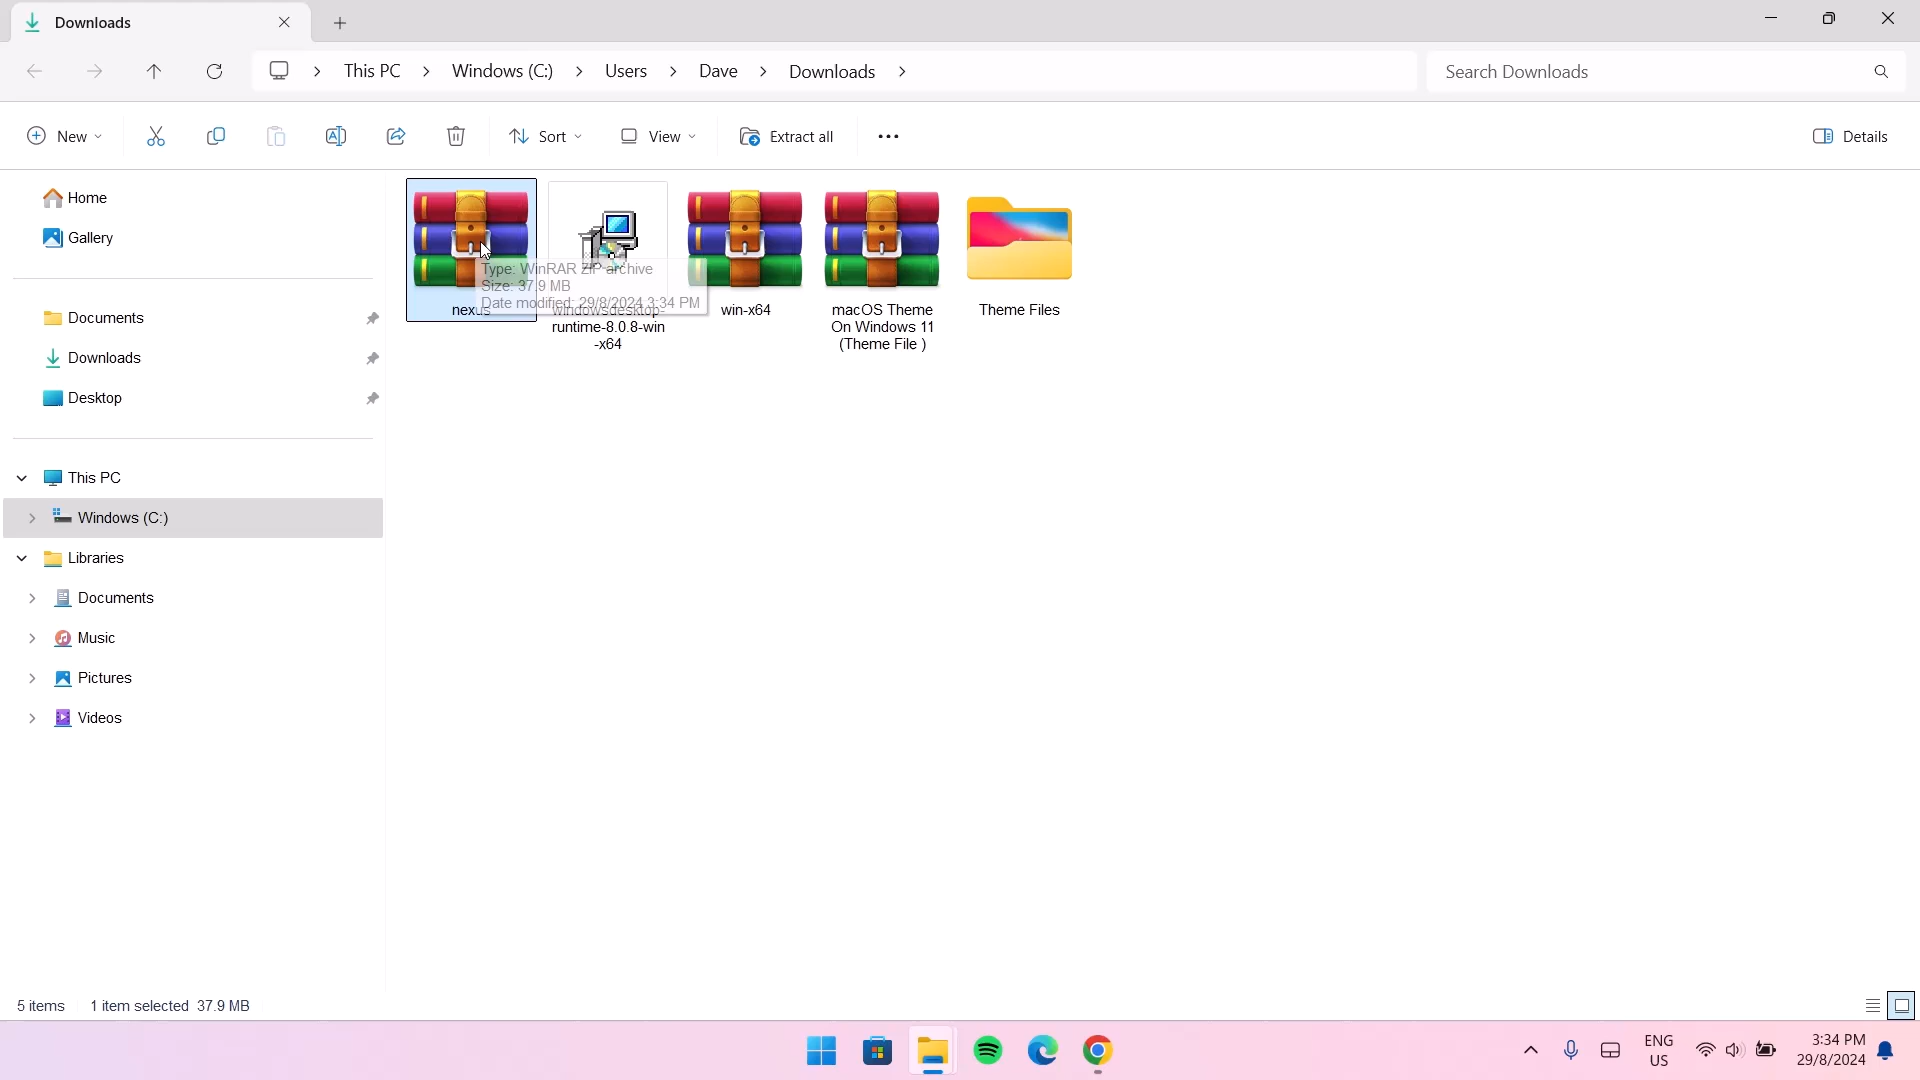 Downloads
This PC
Windows (C:)
Users
Dave
Downloads
Search Downloads
New
Sort
View
Extract all
Details
Home
Gallery
Documents
Downloads
Desktop
This PC
Windows (C:)
Libraries
Documents
Music
Pictures
Videos
nexus
Type: WinRAR ZIP archive
Size: 37.9 MB
Date modified: 29/8/2024 3:34 PM
windowsdesktop-
runtime-8.0.8-win
-x64
win-x64
macOS Theme
On Windows 11
(Theme File )
Theme Files
5 items
1 item selected 37.9 MB
ENG
US
3:34 PM
29/8/2024